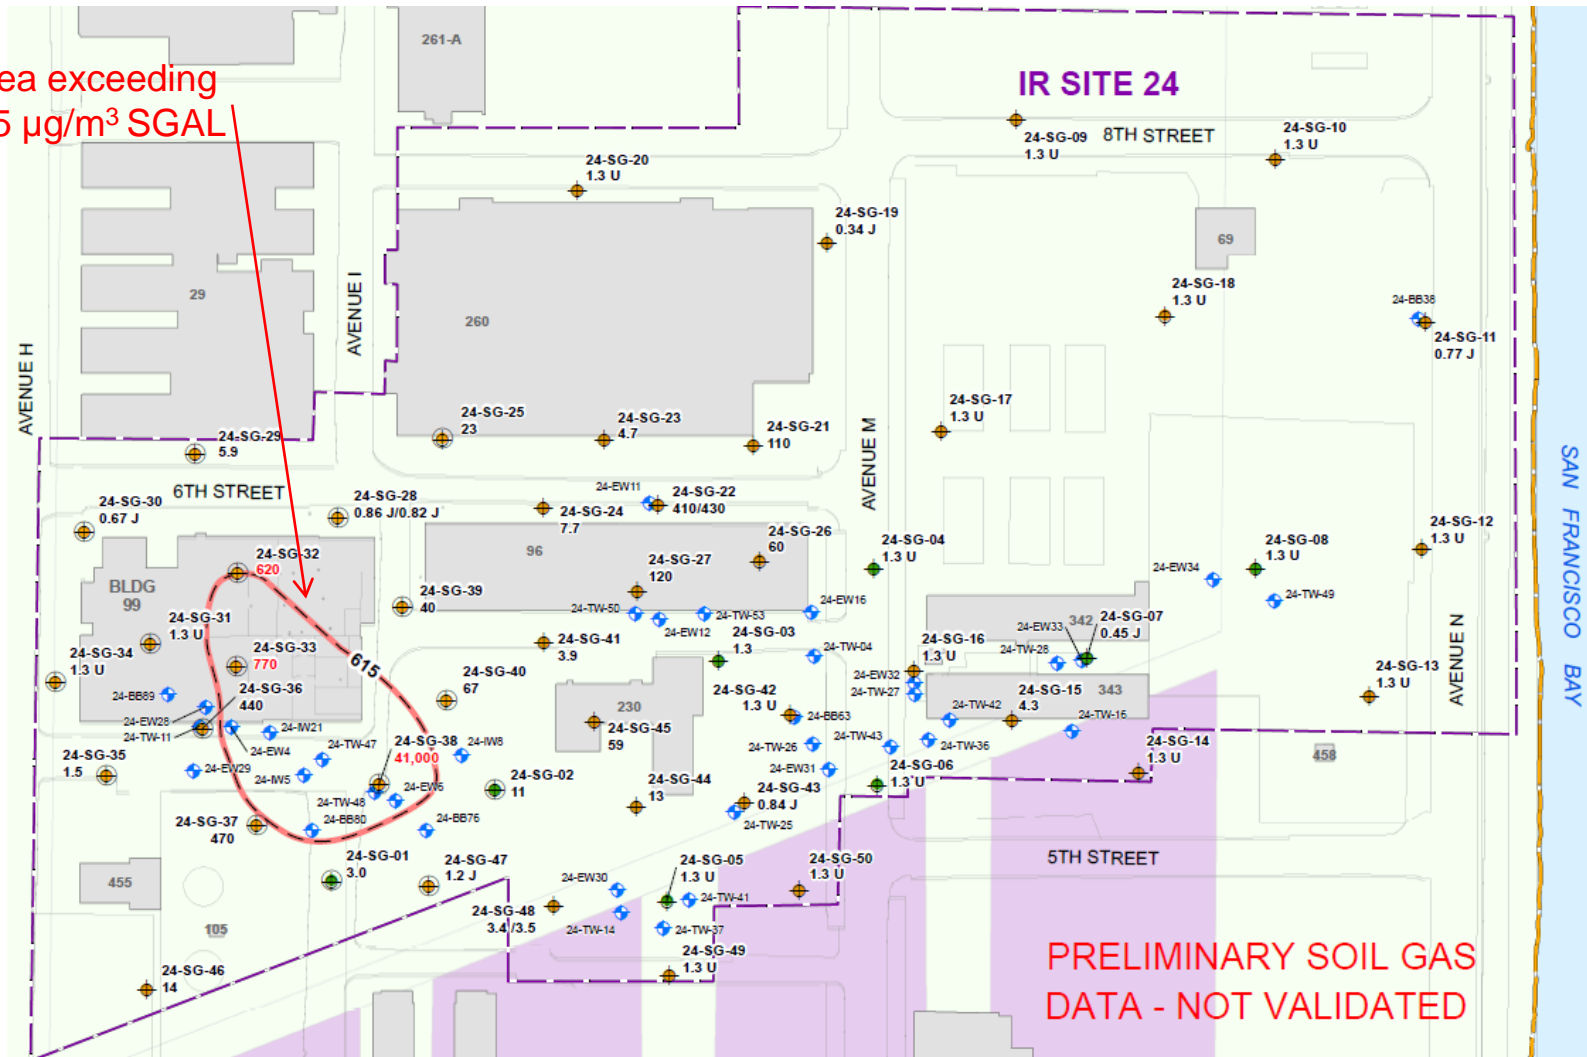 261-A
ea exceeding
5 µg/m³ SGAL
IR SITE 24
8TH STREET
24-SG-09
1.3 U
24-SG-10
1.3 U
24-SG-20
1.3 U
24-SG-19
0.34 J
69
24-SG-18
1.3 U
24-BB38
24-SG-11
0.77 J
29
260
AVENUE I
AVENUE H
24-SG-17
1.3 U
24-SG-25
23
24-SG-23
4.7
24-SG-21
110
AVENUE M
24-SG-29
5.9
6TH STREET
24-SG-30
0.67 J
24-SG-28
0.86 J/0.82 J
24-EW11
24-SG-22
410/430
24-SG-24
7.7
SAN FRANCISCO BAY
24-SG-12
1.3 U
24-SG-04
1.3 U
24-SG-08
1.3 U
24-SG-26
60
96
24-SG-27
120
24-SG-32
620
BLDG
99
24-EW34
24-TW-49
24-SG-39
40
24-TW-50
24-EW12
24-TW-53
24-EW16
24-SG-31
1.3 U
24-SG-41
3.9
24-SG-03
1.3
24-TW-04
24-SG-16
1.3 U
342
24-EW33
24-SG-07
0.45 J
24-TW-28
AVENUE N
24-SG-34
1.3 U
24-SG-33
770
615
24-SG-40
67
24-EW32
24-TW-27
24-SG-13
1.3 U
24-BB89
24-SG-36
440
24-EW28
24-TW-11
24-EW4
24-IW21
230
24-SG-45
59
24-SG-42
1.3 U
24-BB63
24-SG-15
4.3
343
24-TW-42
24-TW-16
24-TW-43
24-TW-36
24-TW-26
24-SG-14
1.3 U
458
24-SG-35
1.5
24-EW29
24-TW-47
24-IW5
24-SG-38
41,000
24-IW8
24-EW31
24-SG-06
1.3 U
24-SG-02
11
24-EW6
24-TW-48
24-SG-44
13
24-SG-43
0.84 J
24-TW-25
24-SG-37
470
24-BB80
24-BB76
5TH STREET
24-SG-01
3.0
24-SG-47
1.2 J
24-SG-05
1.3 U
24-SG-50
1.3 U
455
24-EW30
24-TW-41
24-SG-48
3.4 /3.5
24-TW-14
24-TW-37
105
24-SG-49
1.3 U
24-SG-46
14
PRELIMINARY SOIL GAS
DATA - NOT VALIDATED